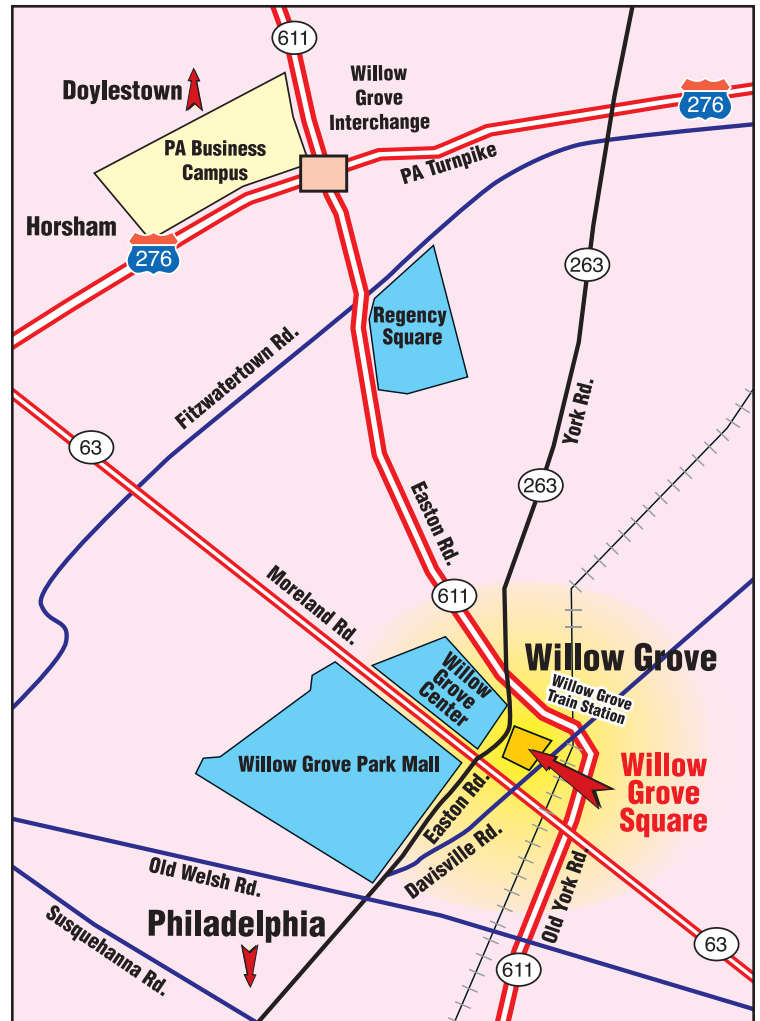 611
Willow
Grove
Interchange
Doylestown
276
PA Business
Campus
PA Turnpike
Horsham
276
263
Regency
Square
Fitzwatertown Rd.
York Rd.
63
263
Easton Rd.
Moreland Rd.
611
Willow Grove
Willow
Grove
Center
Willow Grove
Train Station
Willow Grove Park Mall
Willow
Grove
Square
Easton Rd.
Davisville Rd.
Old Welsh Rd.
Old York Rd.
Philadelphia
Susquehanna Rd.
63
611